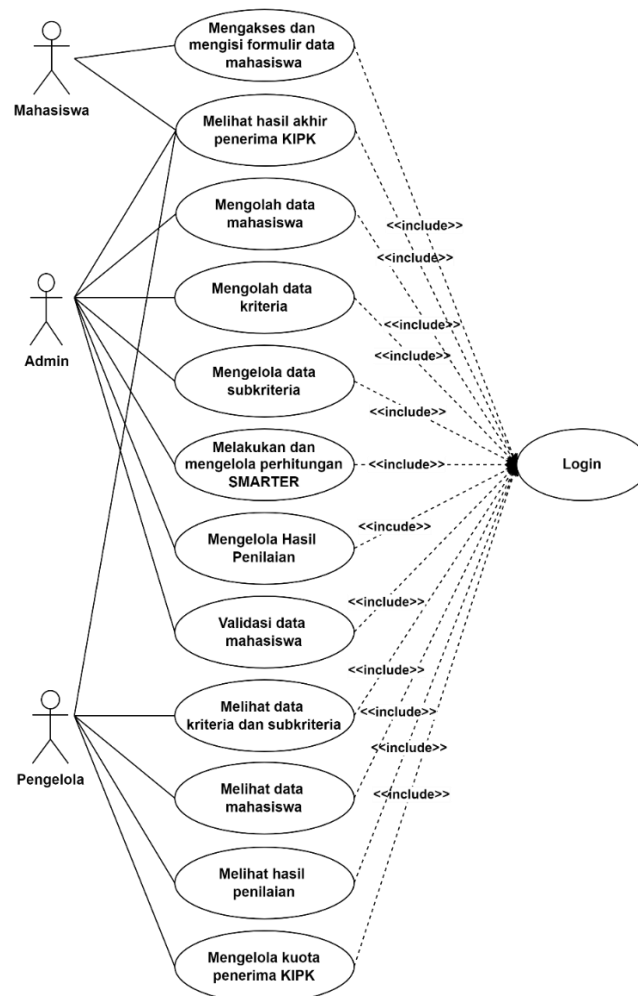 Mengakses dan
mengisi formulir data
mahasiswa
Mahasiswa
Melihat hasil akhir
penerima KIPK
Mengolah data
mahasiswa
<<include>>
<<include>>
Admin
Mengolah data
kriteria
<<include>>
<<include>>
Mengelola data
subkriteria
<<include>>
Melakukan dan
mengelola perhitungan
SMARTER
<<include>>
Login
Mengelola Hasil
Penilaian
<<incude>>
Validasi data
mahasiswa
<<include>>
Pengelola
Melihat data
kriteria dan subkriteria
<<include>>
<<include>>
Melihat data
mahasiswa
<<include>>
<<include>>
Melihat hasil
penilaian
Mengelola kuota
penerima KIPK